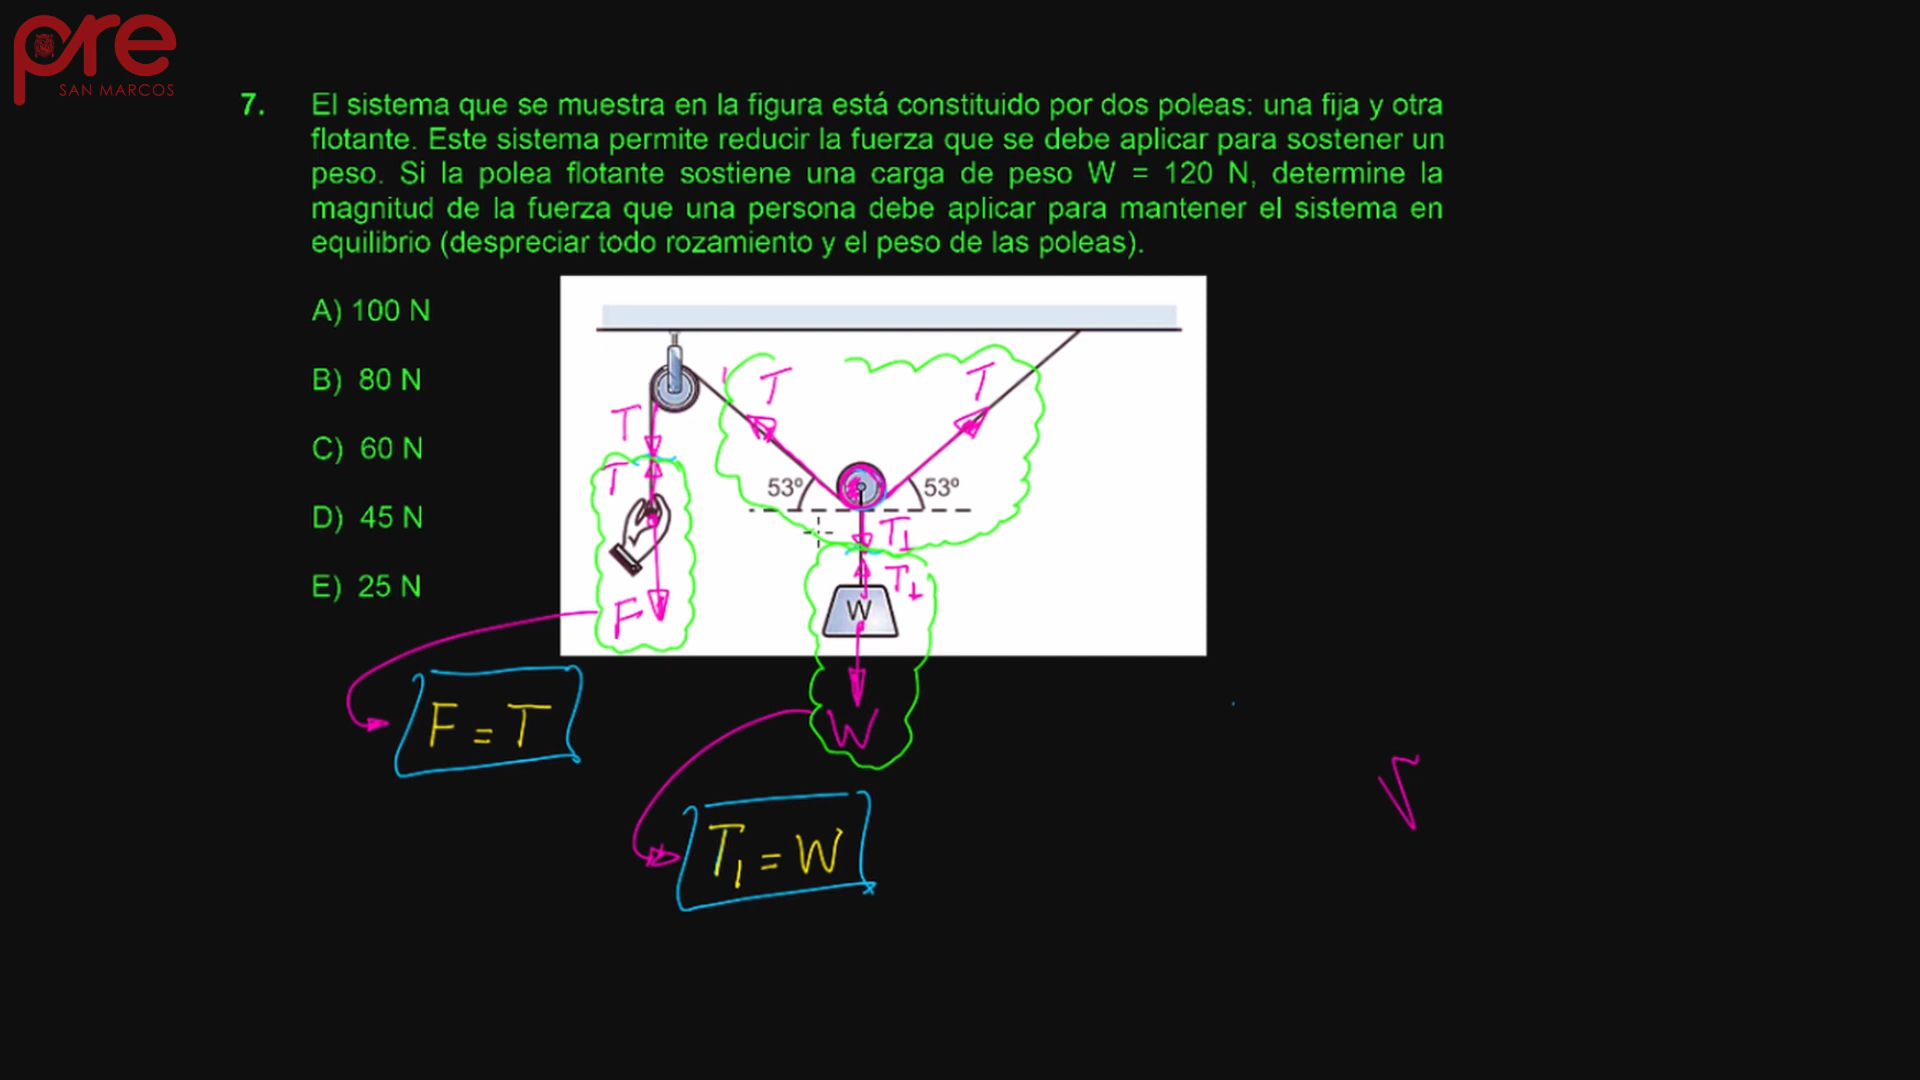 pre
SAN MARCOS
7. El sistema que se muestra en la figura está constituido por dos poleas: una fija y otra
flotante. Este sistema permite reducir la fuerza que se debe aplicar para sostener un
peso. Si la polea flotante sostiene una carga de peso W = 120 N, determine la
magnitud de la fuerza que una persona debe aplicar para mantener el sistema en
equilibrio (despreciar todo rozamiento y el peso de las poleas).
A) 100 N
B) 80 N
C) 60 N
D) 45 N
E) 25 N
T T
T
T
53º 53º
T₁
T₁
W
F
W
F = T
T₁ = W